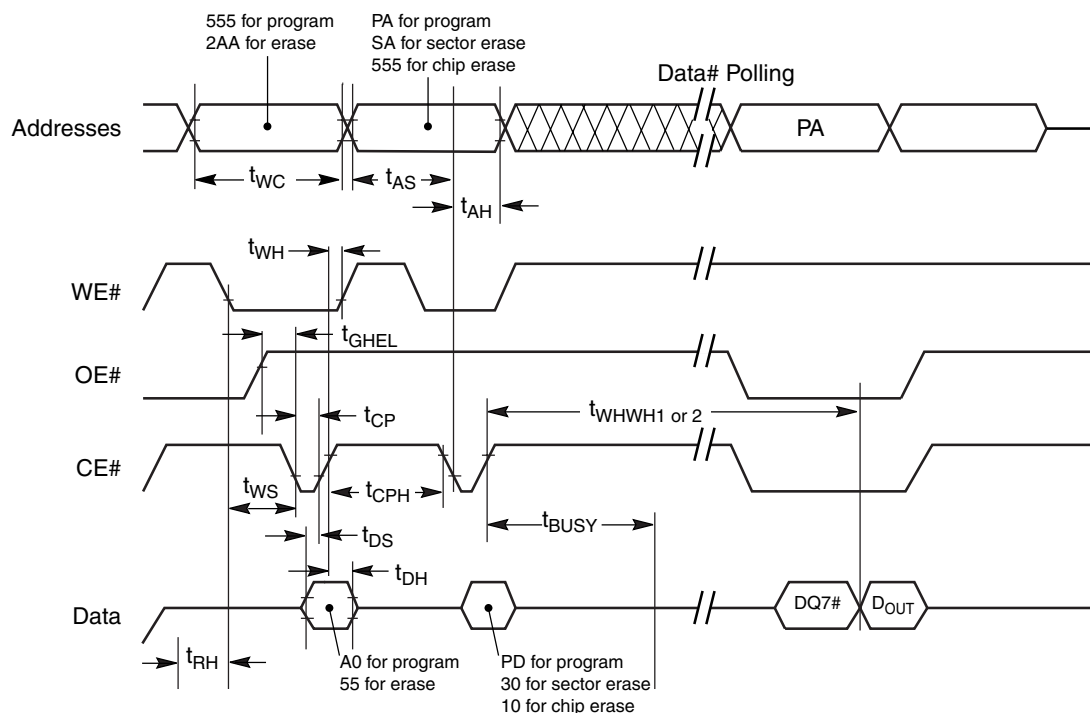 555 for program
2AA for erase
PA for program
SA for sector erase
555 for chip erase
Data# Polling
Addresses
PA
tWC
tAS
tAH
tWH
WE#
tGHEL
OE#
tCP
tWHWH1 or 2
CE#
tWS
tCPH
tBUSY
tDS
tDH
Data
DQ7#
DOUT
tRH
A0 for program
55 for erase
PD for program
30 for sector erase
10 for chip erase